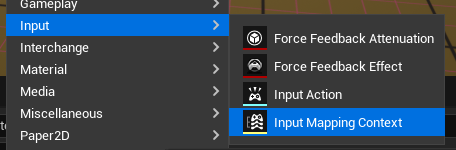 Gameplay
Input
Interchange
Material
Media
Miscellaneous
Paper2D
Force Feedback Attenuation
Force Feedback Effect
Input Action
Input Mapping Context